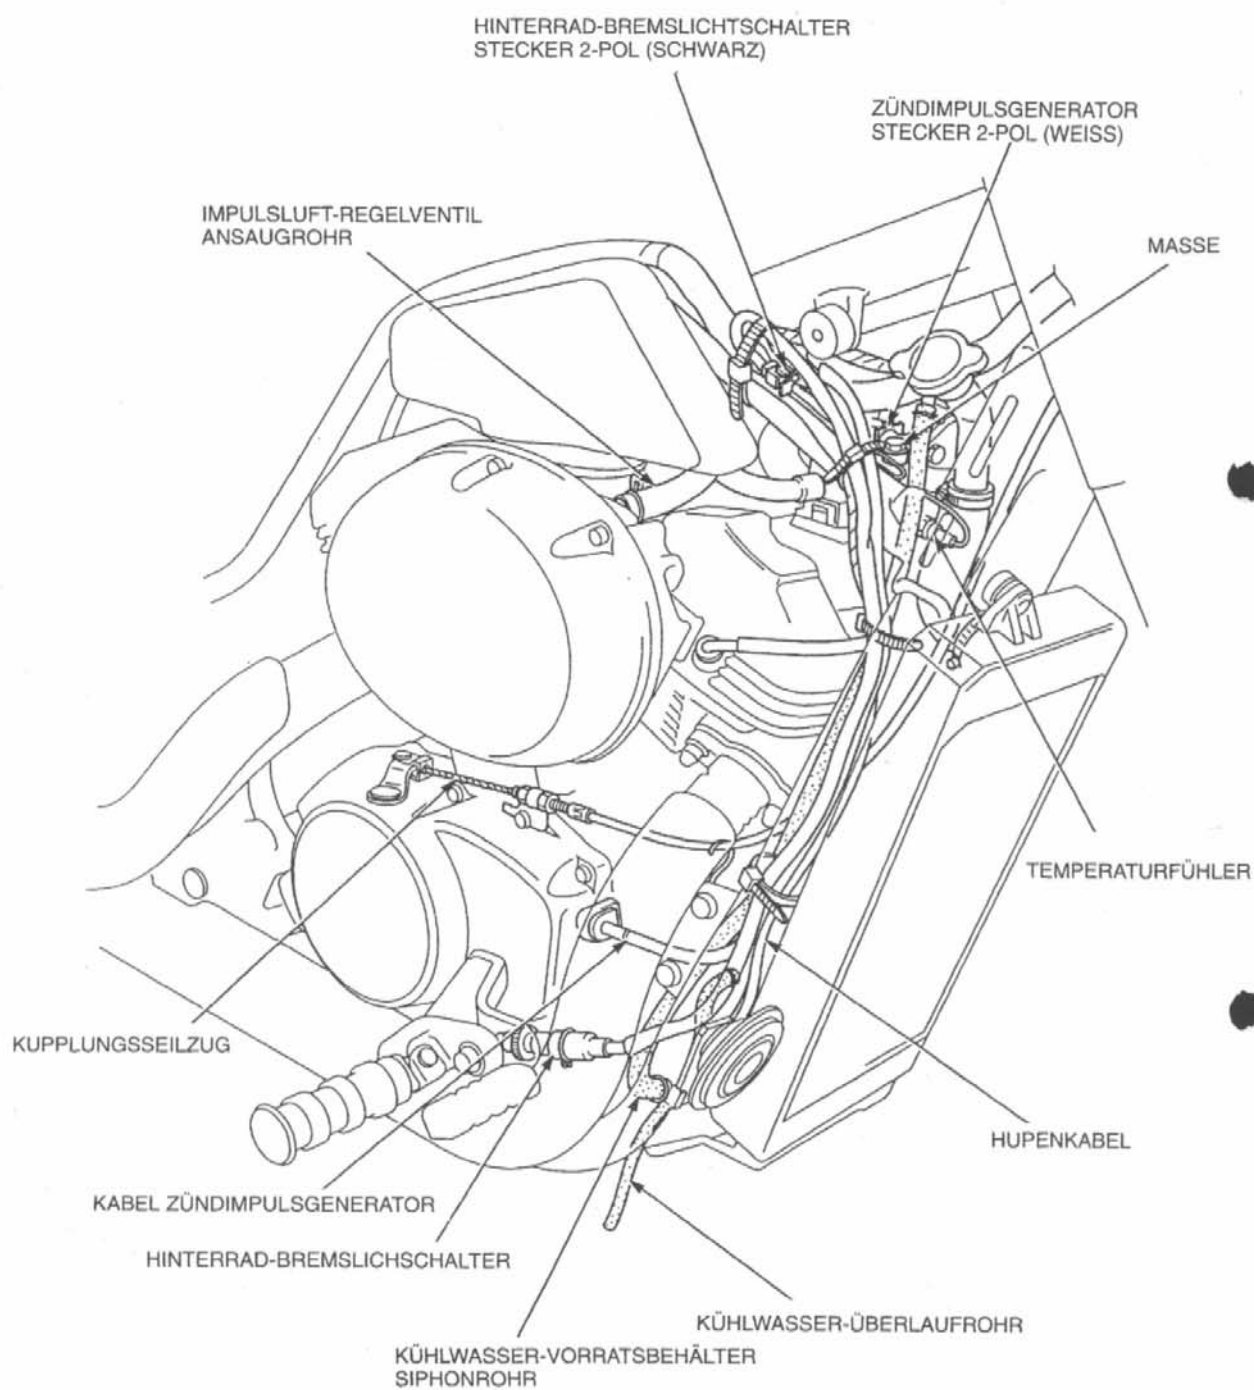 HINTERRAD-BREMSLICHTSCHALTER
STECKER 2-POL (SCHWARZ)
ZÜNDIMPULSGENERATOR
STECKER 2-POL (WEISS)
IMPULSLUFT-REGELVENTIL
ANSAUGROHR
MASSE
TEMPERATURFÜHLER
KUPPLUNGSSEILZUG
HUPENKABEL
KABEL ZÜNDIMPULSGENERATOR
HINTERRAD-BREMSLICHSCHALTER
KÜHLWASSER-ÜBERLAUFROHR
KÜHLWASSER-VORRATSBEHÄLTER
SIPHONROHR